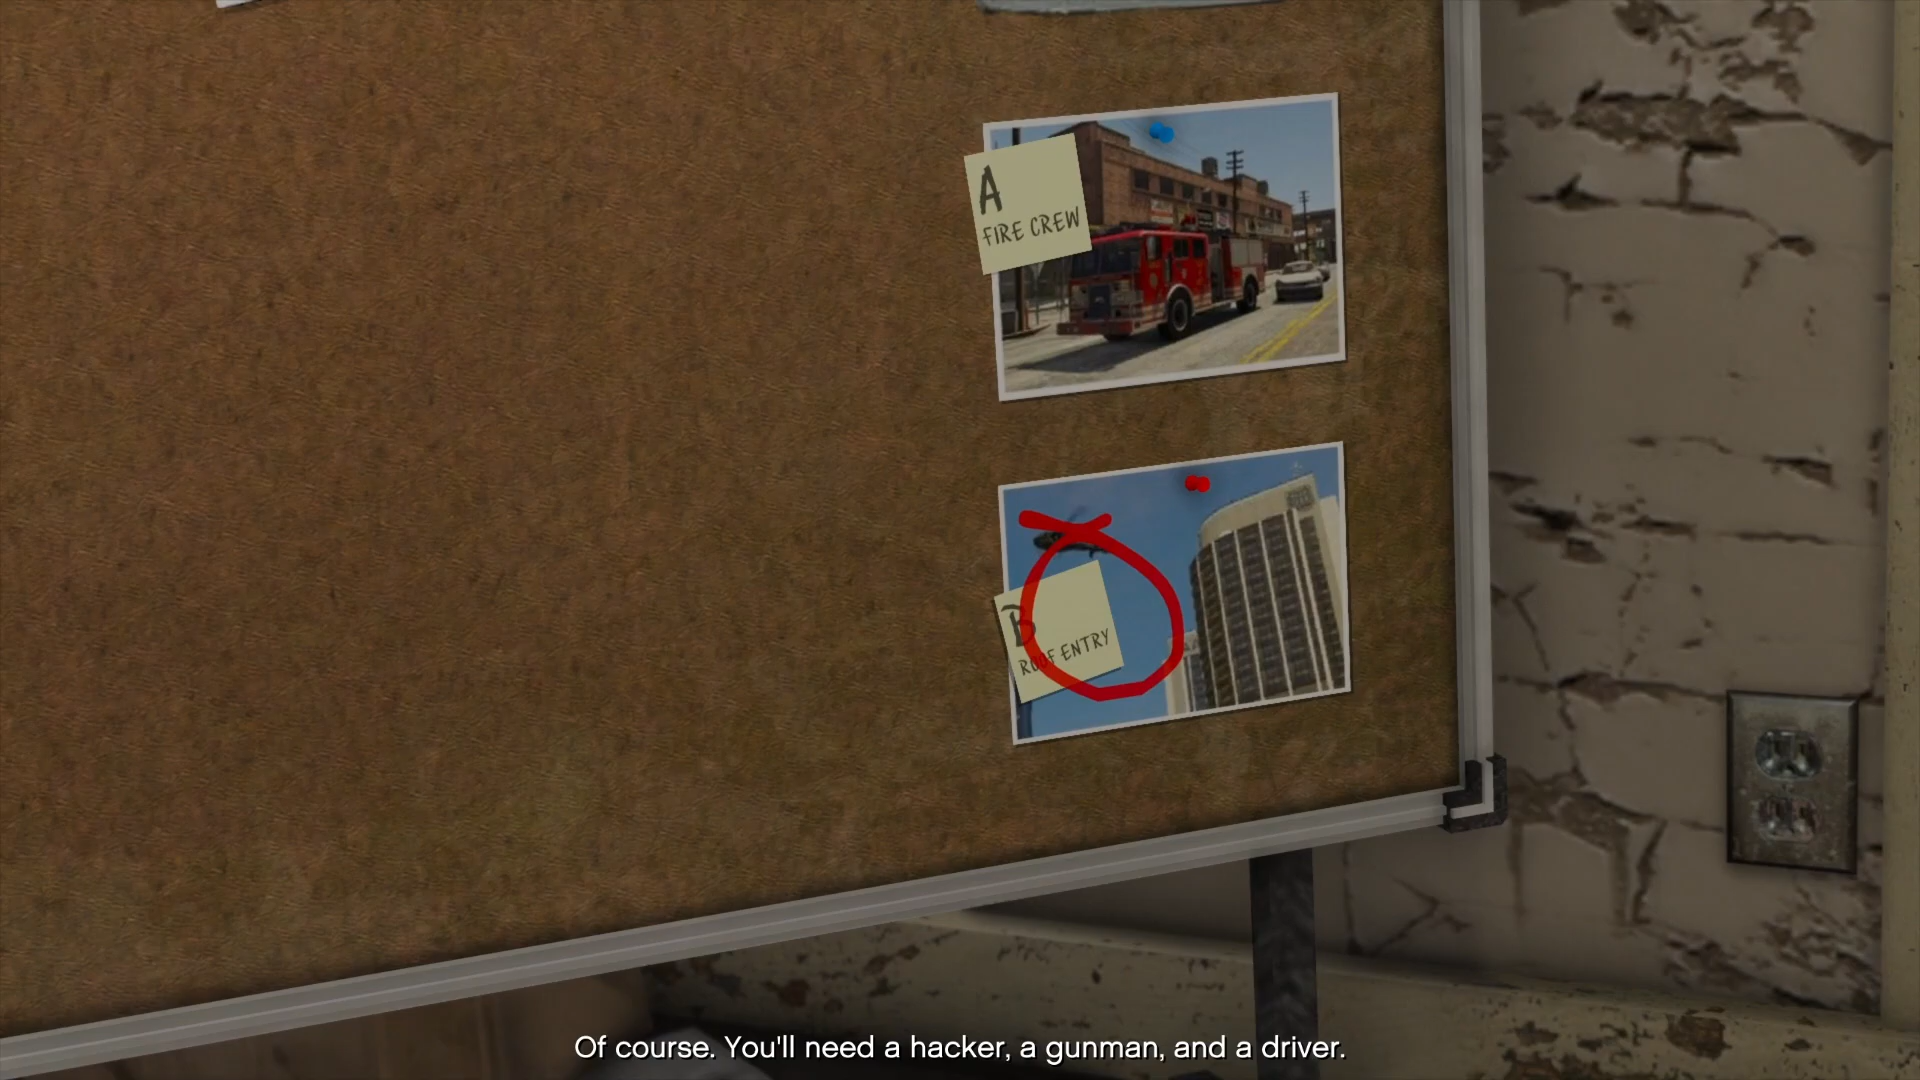 A
FIRE CREW
B
ROOF ENTRY
Of course. You'll need a hacker, a gunman, and a driver.